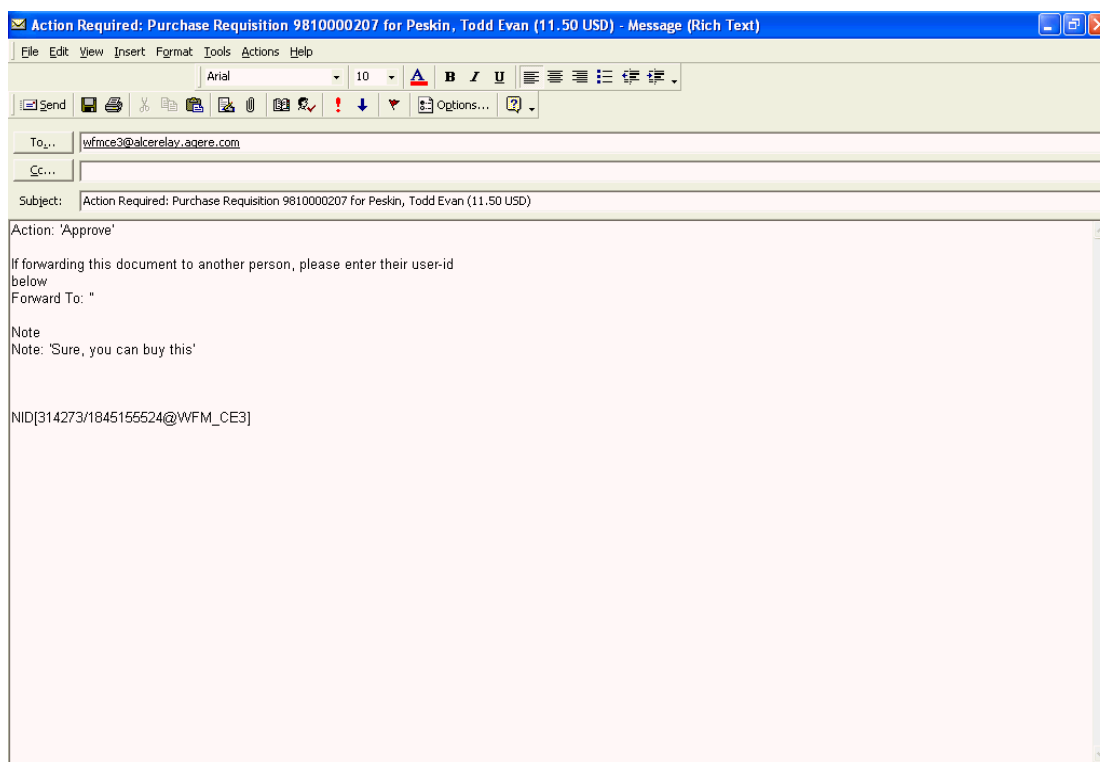 Action Required: Purchase Requisition 9810000207 for Peskin, Todd Evan (11.50 USD) - Message (Rich Text)
File Edit View Insert Format Tools Actions Help
Arial 10 A B I U
Send Options...
To... wfmce3@alcerelay.agere.com
Cc...
Subject: Action Required: Purchase Requisition 9810000207 for Peskin, Todd Evan (11.50 USD)
Action: 'Approve'
If forwarding this document to another person, please enter their user-id
below
Forward To: ''
Note
Note: 'Sure, you can buy this'
NID[314273/1845155524@WFM_CE3]